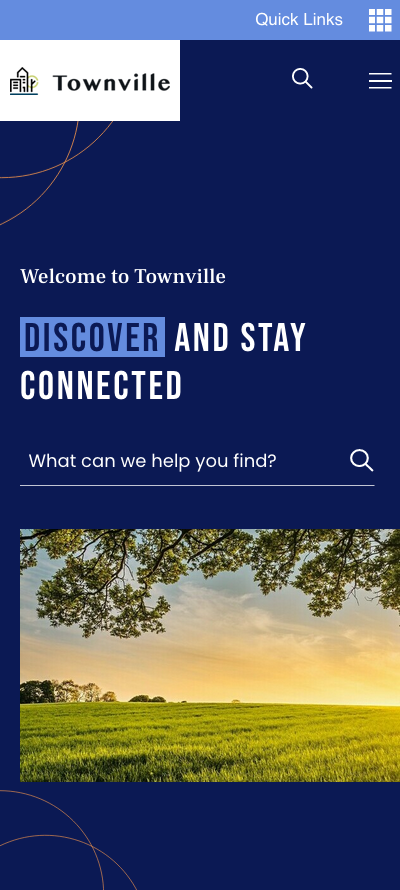 Quick Links
Townville
Welcome to Townville
DISCOVER AND STAY
CONNECTED
What can we help you find?